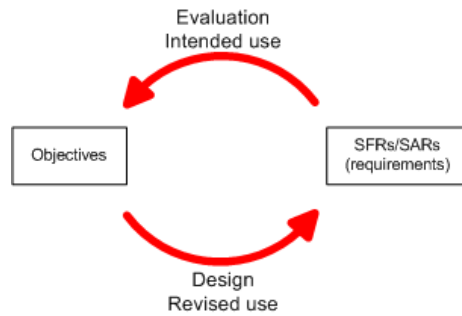 Evaluation
Intended use
Objectives
SFRs/SARs
(requirements)
Design
Revised use